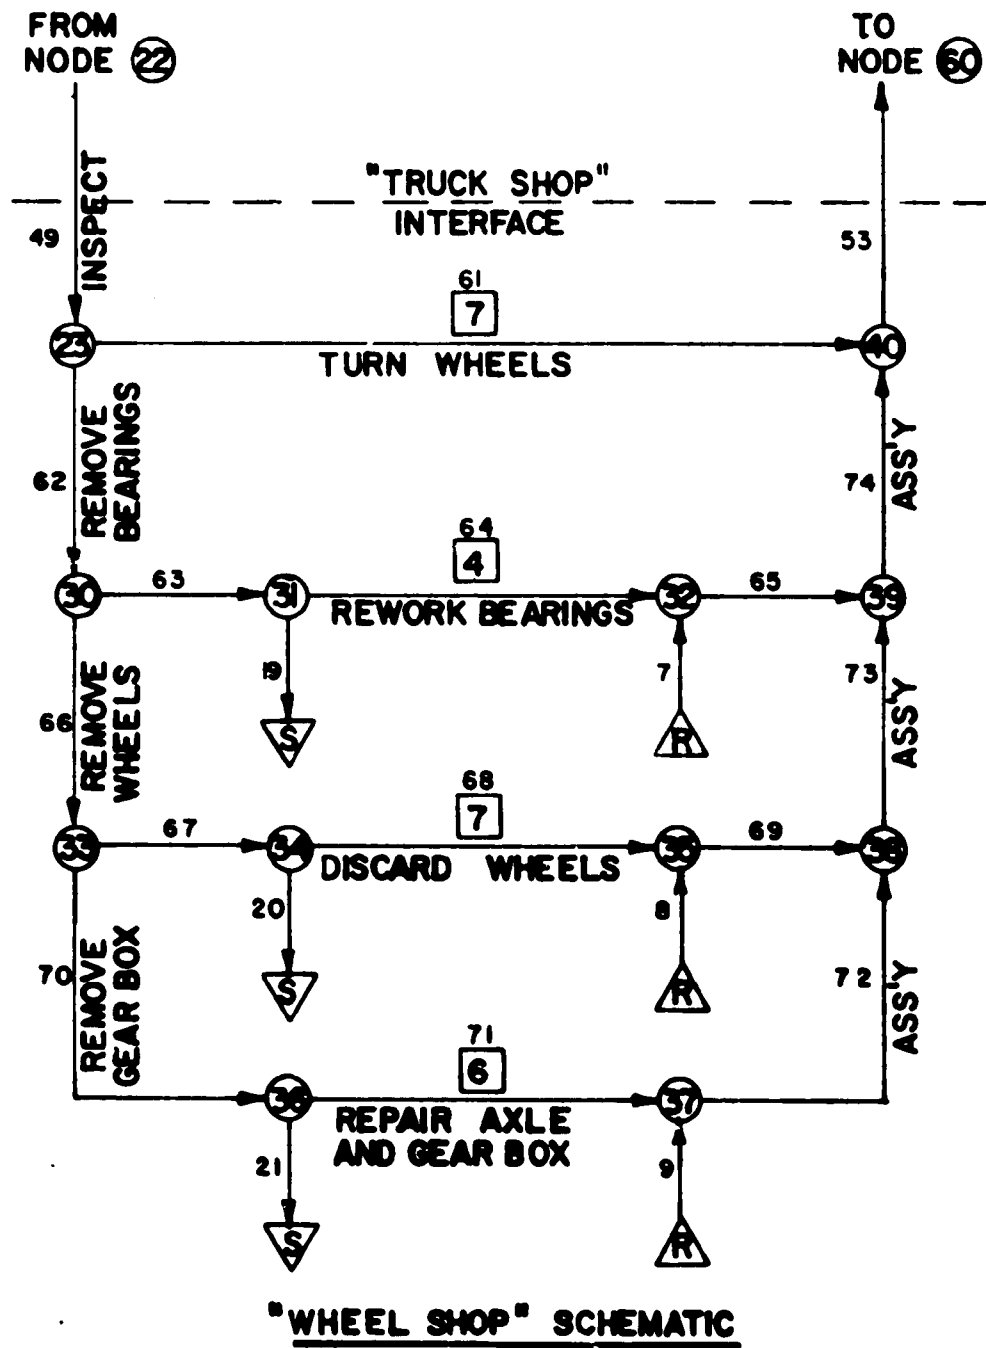 FROM
NODE 22
TO
NODE 60
"TRUCK SHOP"
INTERFACE
49
INSPECT
53
61
7
23
40
TURN WHEELS
62
REMOVE
BEARINGS
74
ASS'Y
64
4
30
63
31
32
65
39
REWORK BEARINGS
19
7
66
REMOVE
WHEELS
73
ASS'Y
S
R
68
7
33
67
34
35
69
38
DISCARD WHEELS
20
8
70
REMOVE
GEAR BOX
72
ASS'Y
S
R
71
6
36
37
REPAIR AXLE
AND GEAR BOX
21
9
S
R
"WHEEL SHOP" SCHEMATIC